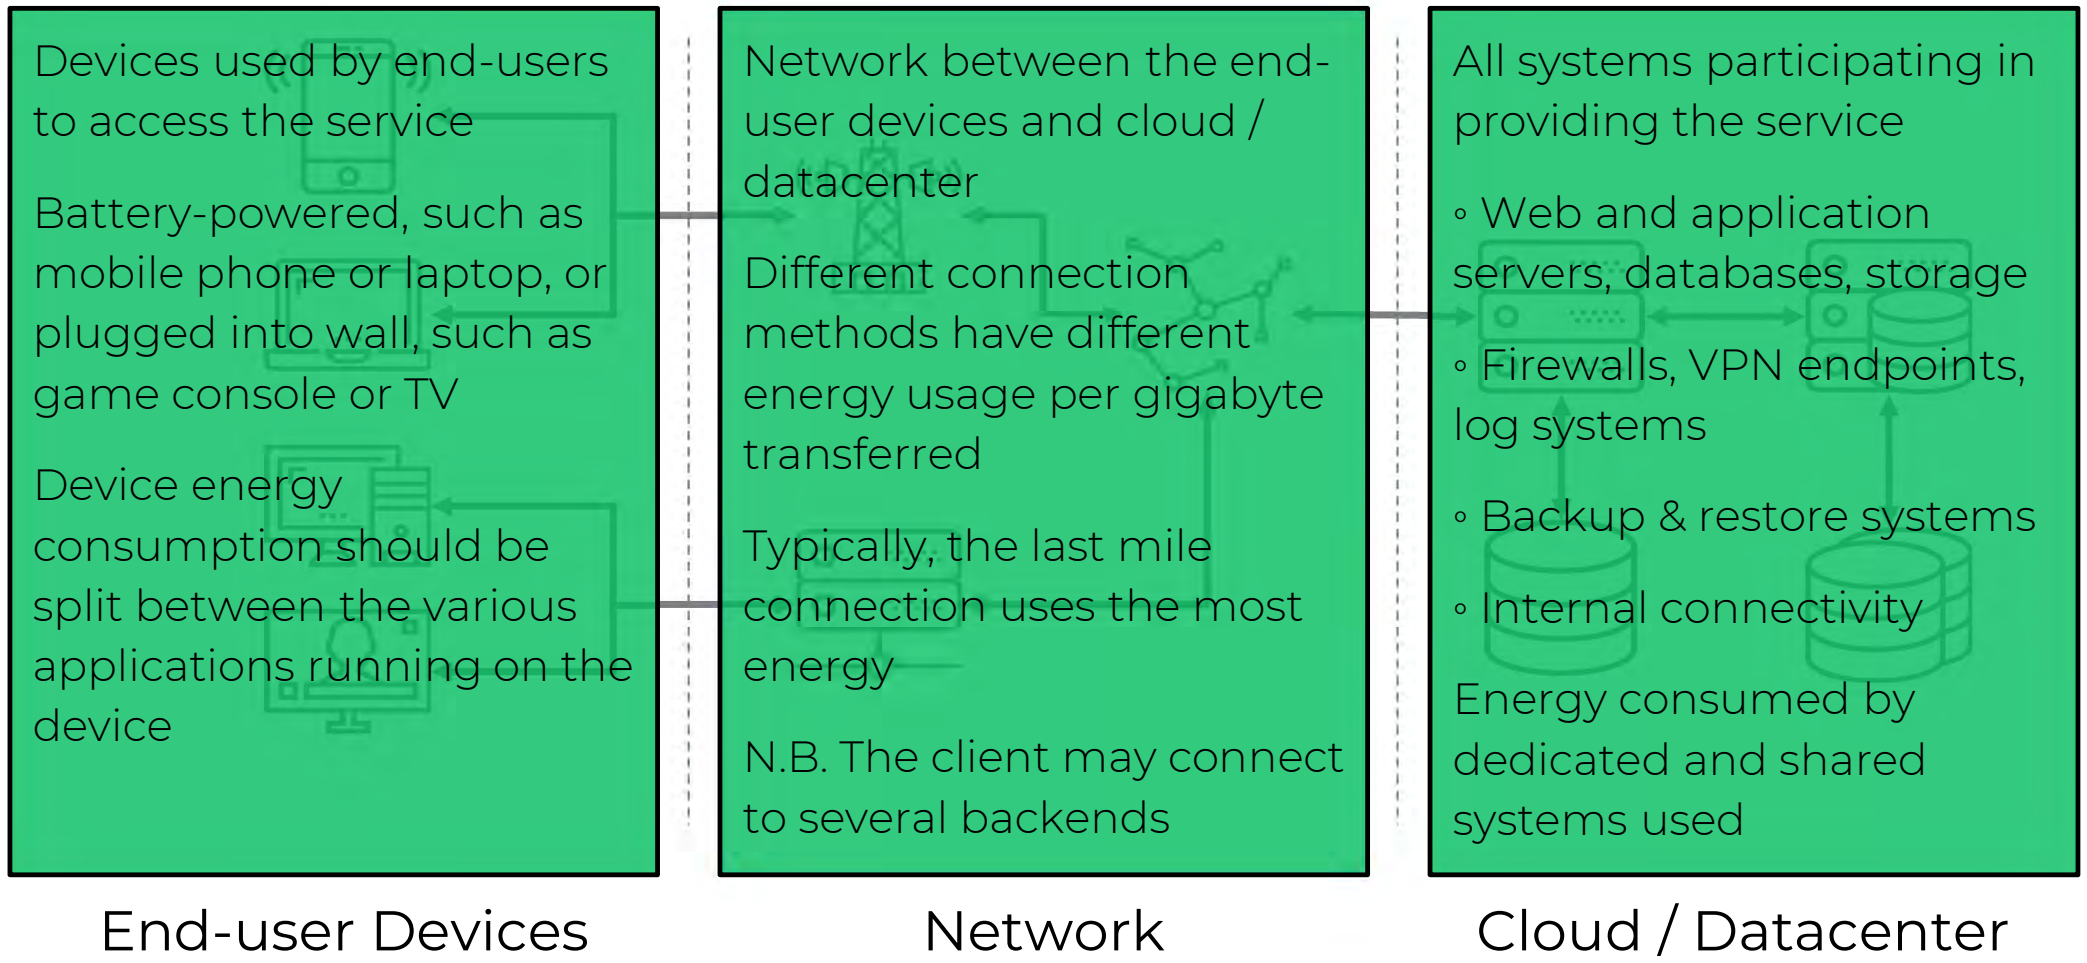 Devices used by end-users
to access the service
Battery-powered, such as
mobile phone or laptop, or
plugged into wall, such as
game console or TV
Device energy
consumption should be
split between the various
applications running on the
device
End-user Devices
Network between the end-
user devices and cloud /
datacenter
Different connection
methods have different
energy usage per gigabyte
transferred
Typically, the last mile
connection uses the most
energy
N.B. The client may connect
to several backends
Network
All systems participating in
providing the service
◦ Web and application
servers, databases, storage
◦ Firewalls, VPN endpoints,
log systems
◦ Backup & restore systems
◦ Internal connectivity
Energy consumed by
dedicated and shared
systems used
Cloud / Datacenter